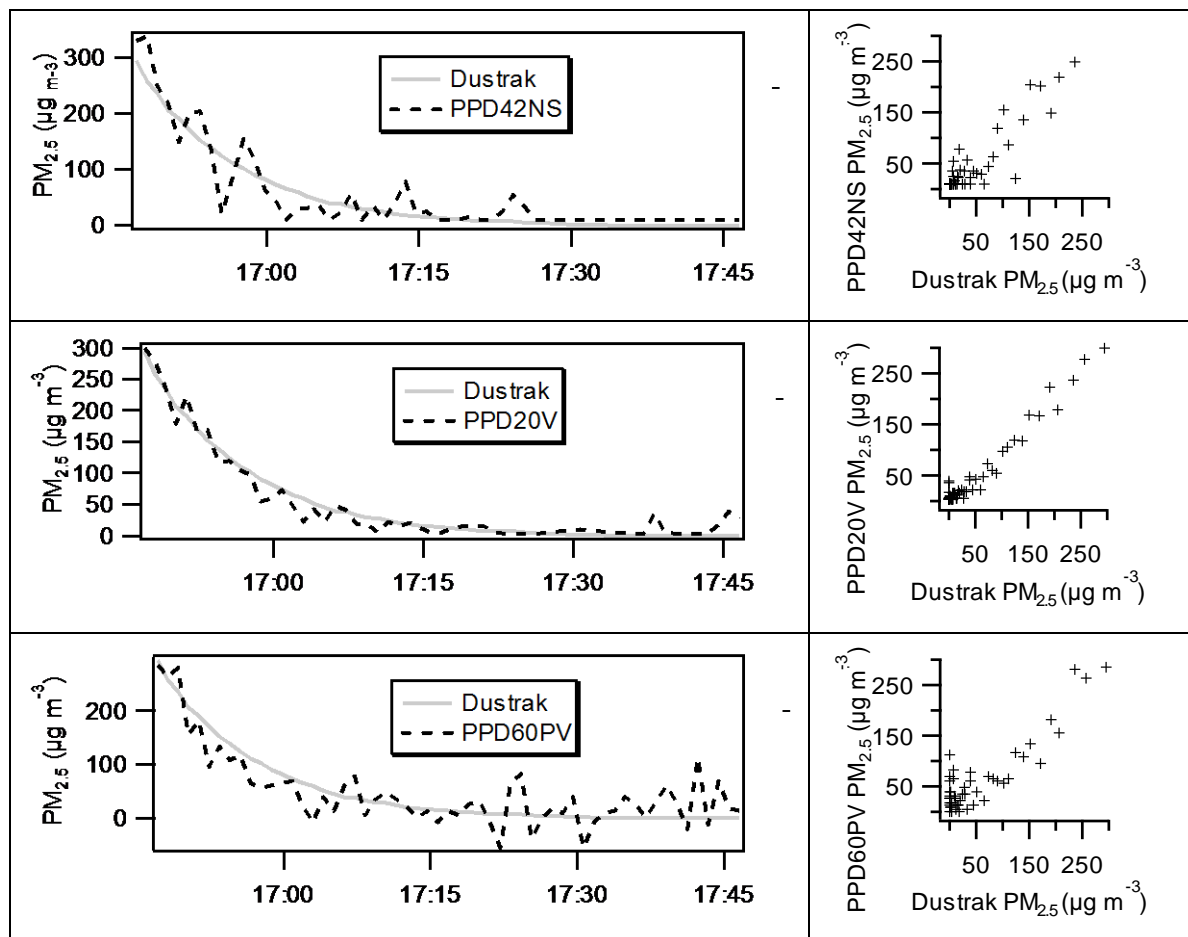 PM2.5 (µg m-3)
300
200
100
0
Dustrak
PPD42NS
17:00
17:15
17:30
17:45
-
PPD42NS PM2.5 (µg m-3)
250
150
50
50 150 250
Dustrak PM2.5 (µg m-3)
PM2.5 (µg m-3)
300
250
200
150
100
50
0
Dustrak
PPD20V
17:00
17:15
17:30
17:45
-
PPD20V PM2.5 (µg m-3)
250
150
50
50 150 250
Dustrak PM2.5 (µg m-3)
PM2.5 (µg m-3)
200
100
0
Dustrak
PPD60PV
17:00
17:15
17:30
17:45
-
PPD60PV PM2.5 (µg m-3)
250
150
50
50 150 250
Dustrak PM2.5 (µg m-3)